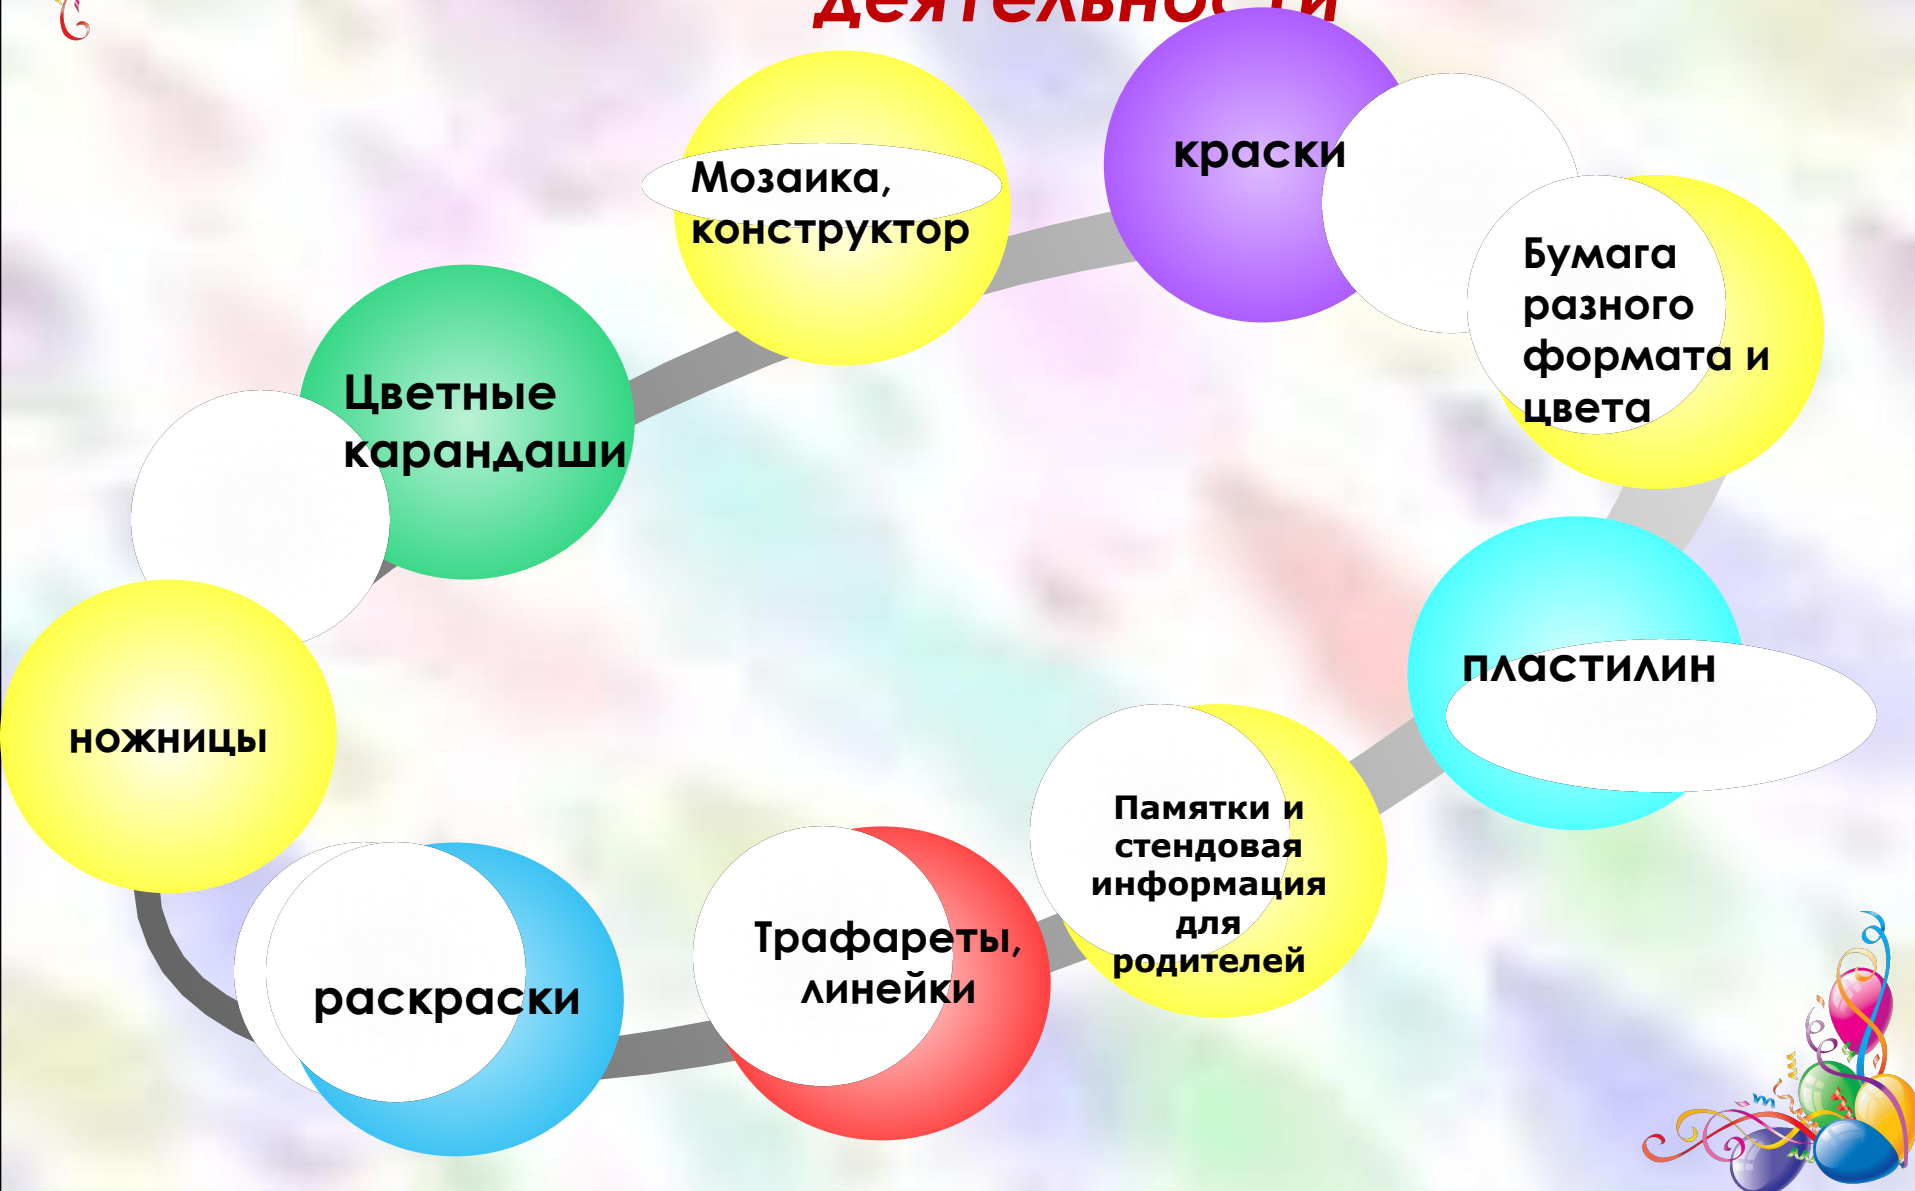 деятельности
Мозаика,
конструктор
краски
Бумага
разного
формата и
цвета
Цветные
карандаши
пластилин
ножницы
Памятки и
стендовая
информация
для
родителей
Трафареты,
линейки
раскраски